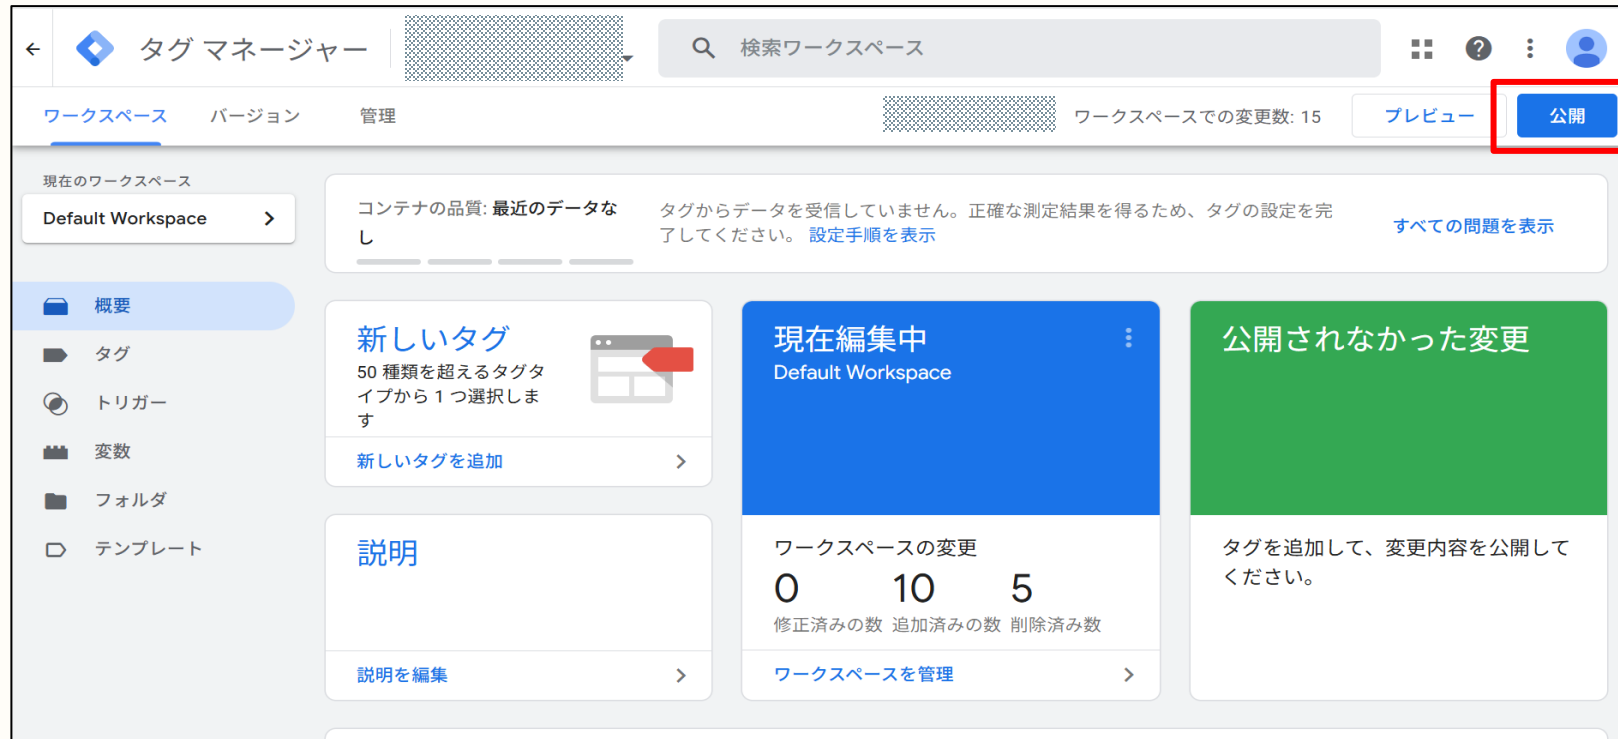 タグ マネージャー
検索ワークスペース
ワークスペース
バージョン
管理
ワークスペースでの変更数: 15
プレビュー
公開
現在のワークスペース
Default Workspace
コンテナの品質: 最近のデータな
し
タグからデータを受信していません。正確な測定結果を得るため、タグの設定を完
了してください。 設定手順を表示
すべての問題を表示
概要
タグ
トリガー
変数
フォルダ
テンプレート
新しいタグ
50 種類を超えるタグタ
イプから 1 つ選択しま
す
新しいタグを追加
説明
説明を編集
現在編集中
Default Workspace
ワークスペースの変更
0 10 5
修正済みの数 追加済みの数 削除済み数
ワークスペースを管理
公開されなかった変更
タグを追加して、変更内容を公開して
ください。